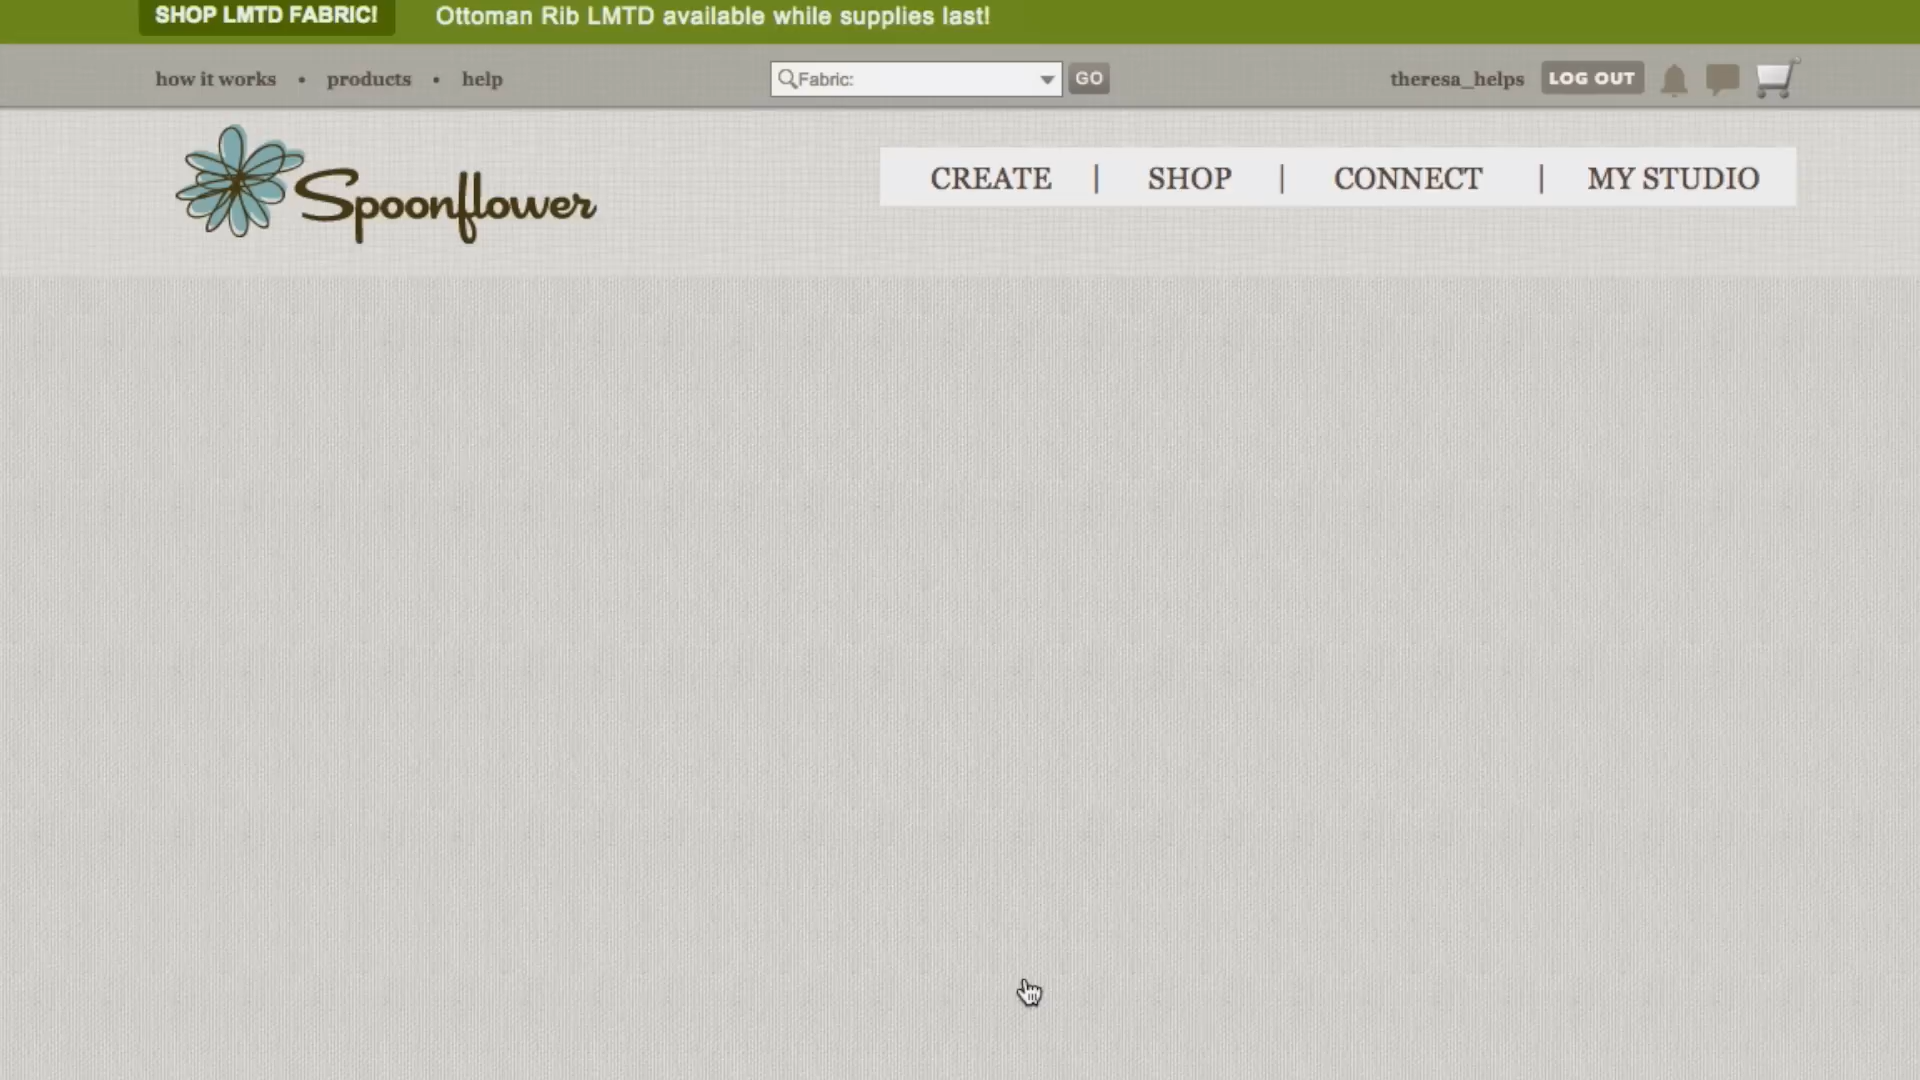 SHOP LMTD FABRIC! Ottoman Rib LMTD available while supplies last!
how it works • products • help Fabric: GO theresa_helps LOG OUT
Spoonflower
CREATE | SHOP | CONNECT | MY STUDIO